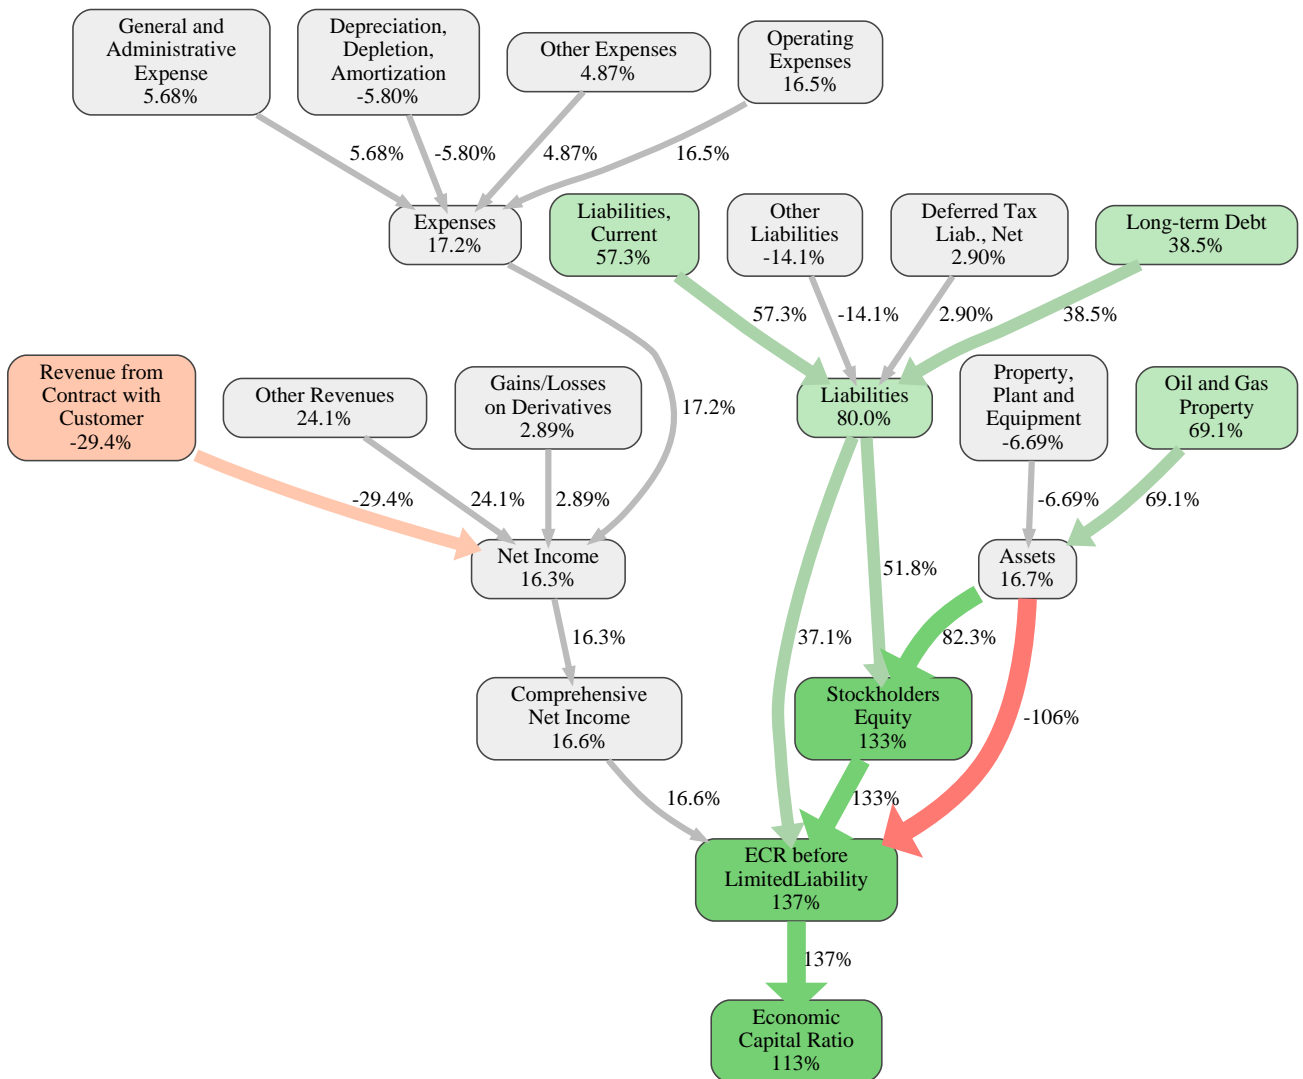 General and
Administrative
Expense
5.68%
Depreciation,
Depletion,
Amortization
-5.80%
Other Expenses
4.87%
Operating
Expenses
16.5%
5.68%
-5.80%
4.87%
16.5%
Expenses
17.2%
Liabilities,
Current
57.3%
Other
Liabilities
-14.1%
Deferred Tax
Liab., Net
2.90%
Long-term Debt
38.5%
57.3%
-14.1%
2.90%
38.5%
Revenue from
Contract with
Customer
-29.4%
Other Revenues
24.1%
Gains/Losses
on Derivatives
2.89%
17.2%
Liabilities
80.0%
Property,
Plant and
Equipment
-6.69%
Oil and Gas
Property
69.1%
-29.4%
24.1%
2.89%
-6.69%
69.1%
Net Income
16.3%
51.8%
Assets
16.7%
16.3%
37.1%
82.3%
Comprehensive
Net Income
16.6%
Stockholders
Equity
133%
-106%
16.6%
133%
ECR before
LimitedLiability
137%
137%
Economic
Capital Ratio
113%